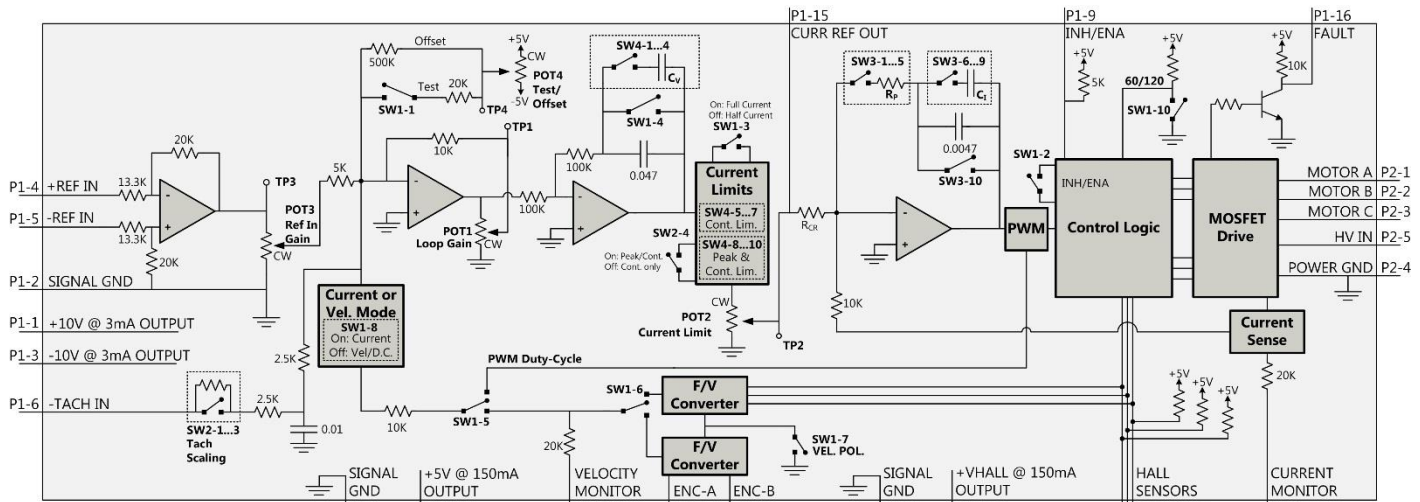 P1-15
CURR REF OUT
P1-9
INH/ENA
P1-16
FAULT
Offset
500K
+5V
CW
-5V
POT4
Test/
Offset
Test
20K
SW1-1
TP4
SW4-1...4
Cv
SW1-4
0.047
100K
On: Full Current
Off: Half Current
SW1-3
SW3-1...5
RP
SW3-6...9
CI
0.0047
SW3-10
+5V
5K
+5V
60/120
SW1-10
+5V
10K
20K
TP1
10K
P1-4 +REF IN
13.3K
TP3
5K
P1-5 -REF IN
13.3K
20K
POT3
Ref In
Gain
CW
POT1
Loop Gain
CW
100K
Current
Limits
SW4-5...7
Cont. Lim.
SW4-8...10
Peak &
Cont. Lim.
SW2-4
On: Peak/Cont.
Off: Cont. only
RCR
SW1-2
PWM
INH/ENA
Control Logic
MOSFET
Drive
MOTOR A P2-1
MOTOR B P2-2
MOTOR C P2-3
HV IN P2-5
POWER GND P2-4
P1-2 SIGNAL GND
P1-1 +10V @ 3mA OUTPUT
P1-3 -10V @ 3mA OUTPUT
P1-6 -TACH IN
Current or
Vel. Mode
SW1-8
On: Current
Off: Vel/D.C.
CW
POT2
Current Limit
TP2
10K
Current
Sense
20K
2.5K
2.5K
SW2-1...3
Tach
Scaling
0.01
PWM Duty-Cycle
10K
SW1-5
20K
SW1-6
F/V
Converter
F/V
Converter
SW1-7
VEL. POL.
+5V
+5V
+5V
SIGNAL
GND
+5V @ 150mA
OUTPUT
VELOCITY
MONITOR
ENC-A
ENC-B
SIGNAL
GND
+VHALL @ 150mA
OUTPUT
HALL
SENSORS
CURRENT
MONITOR